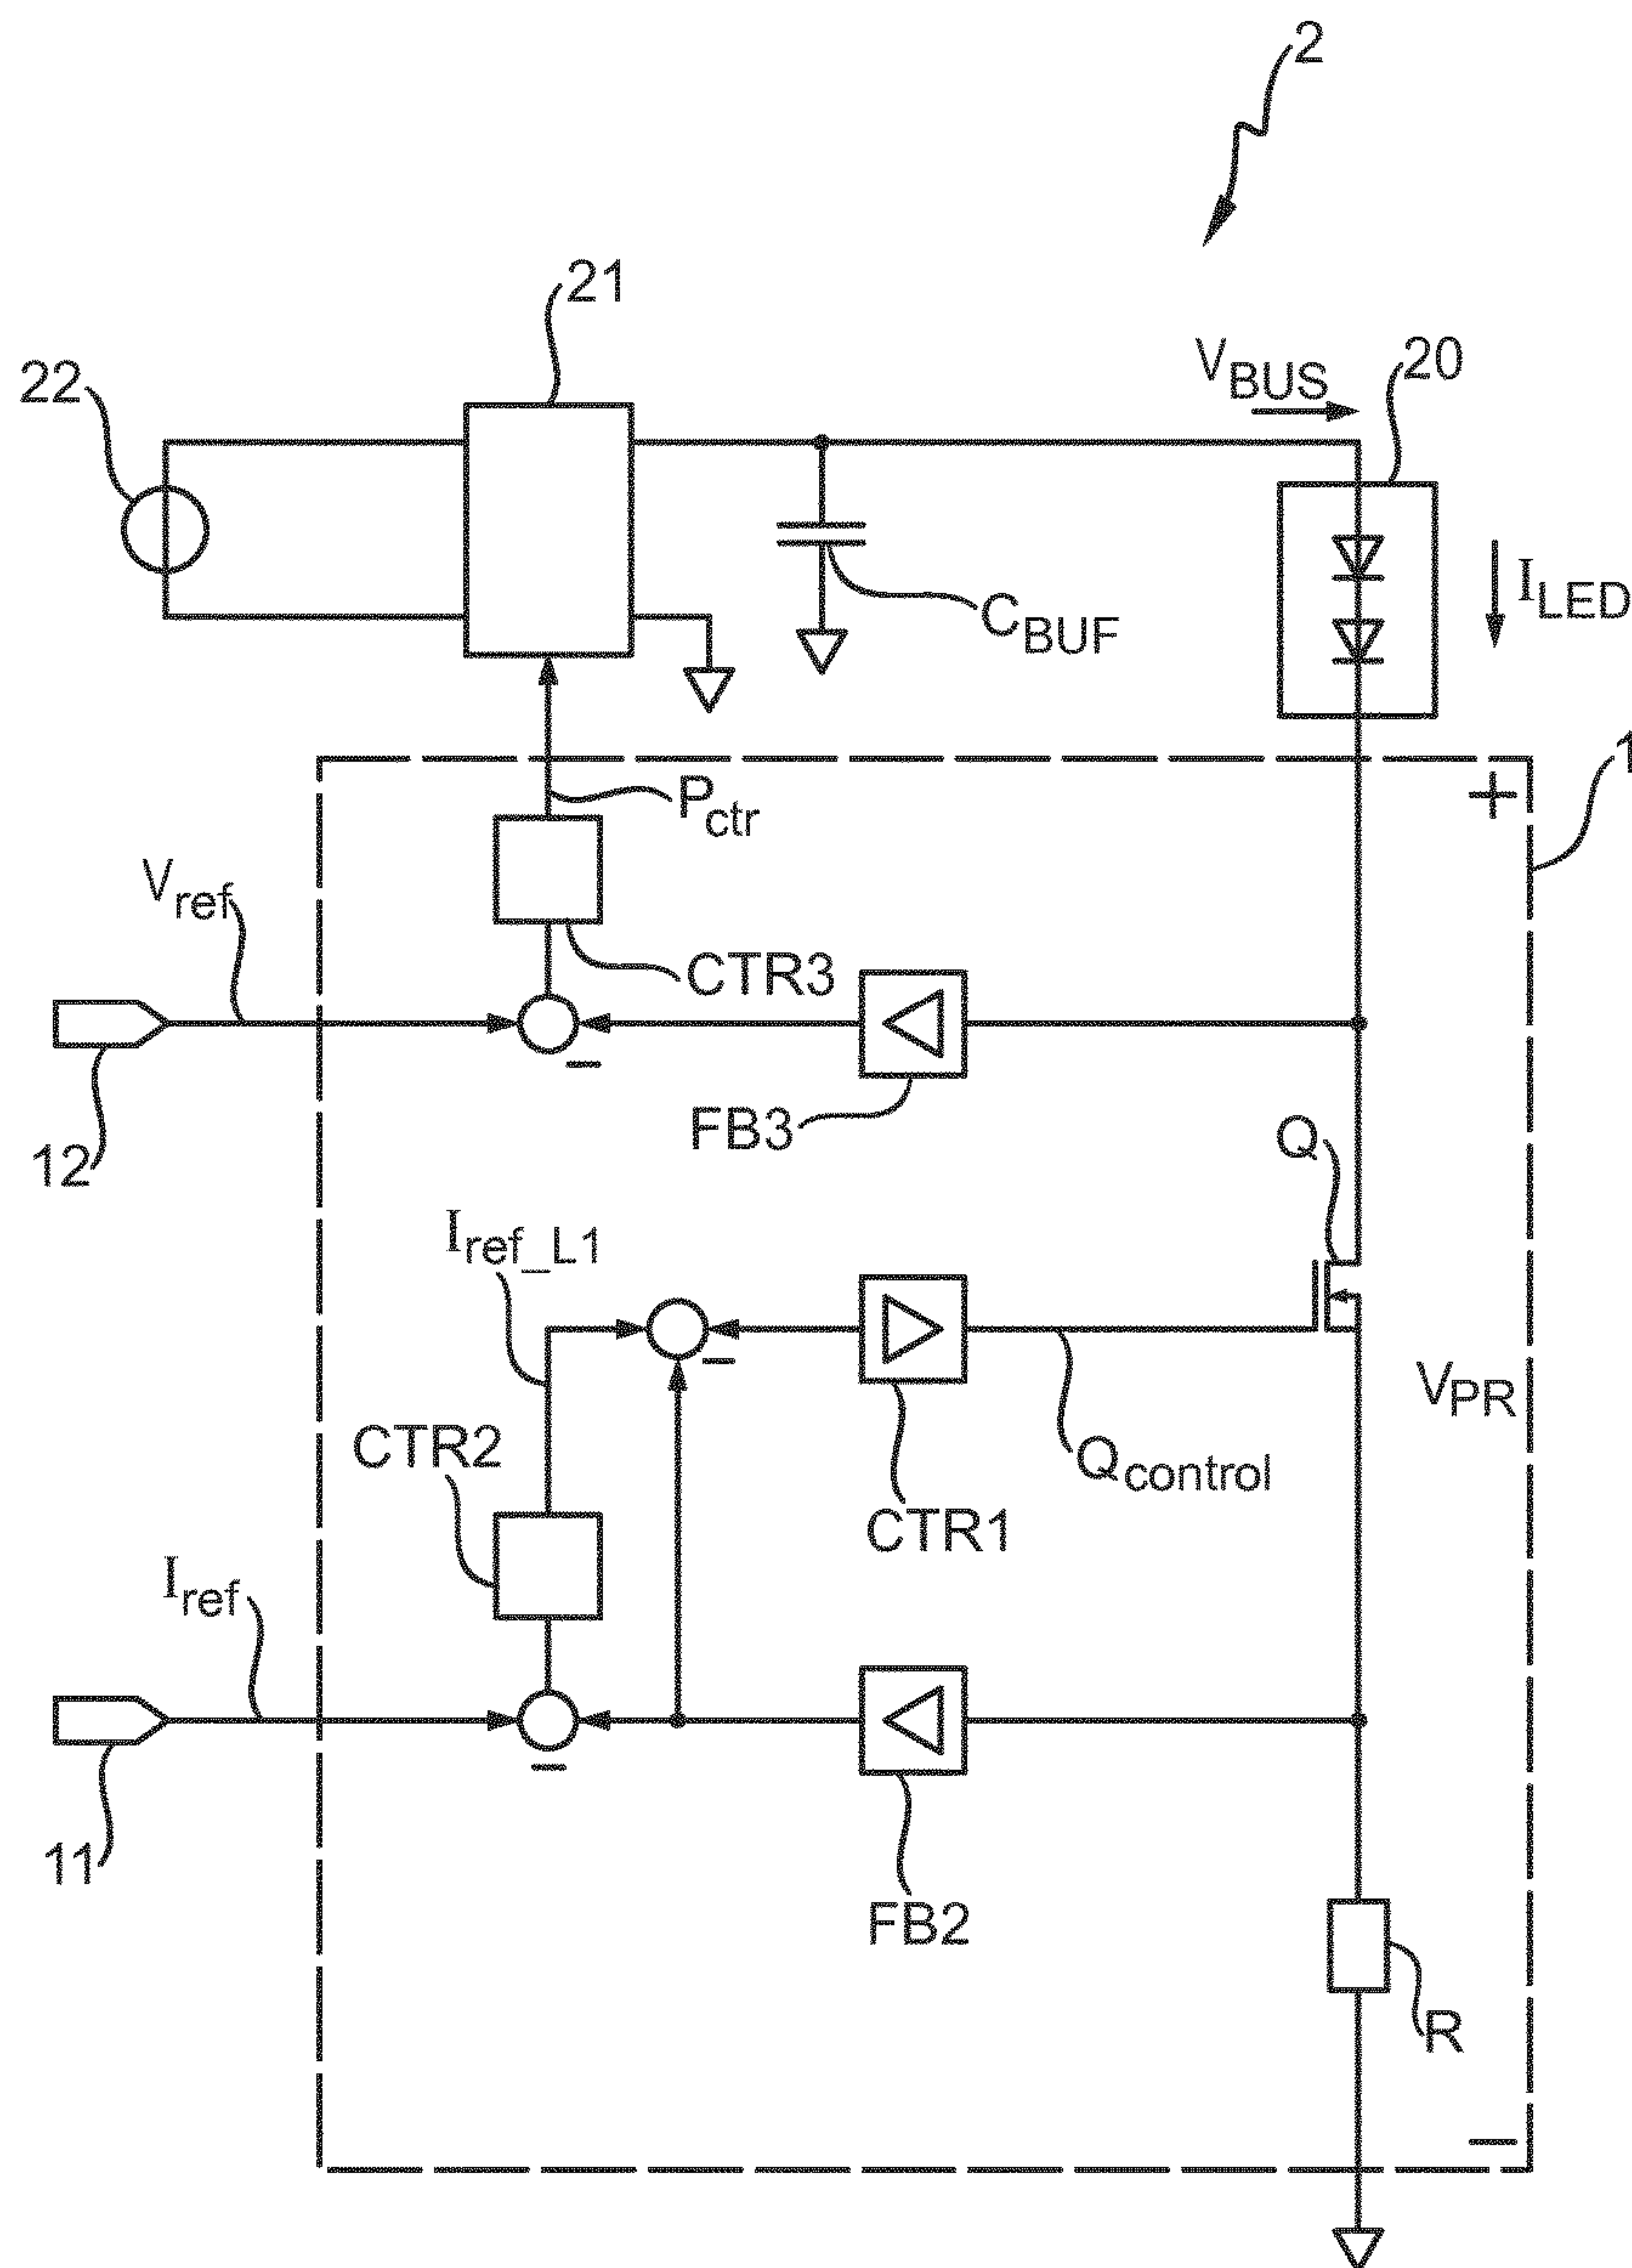 2
21
22
V_BUS
20
C_BUF
I_LED
1
P_ctr
+
V_ref
CTR3
FB3
12
Q
I_ref_L1
V_PR
CTR2
Q_control
CTR1
I_ref
11
FB2
R